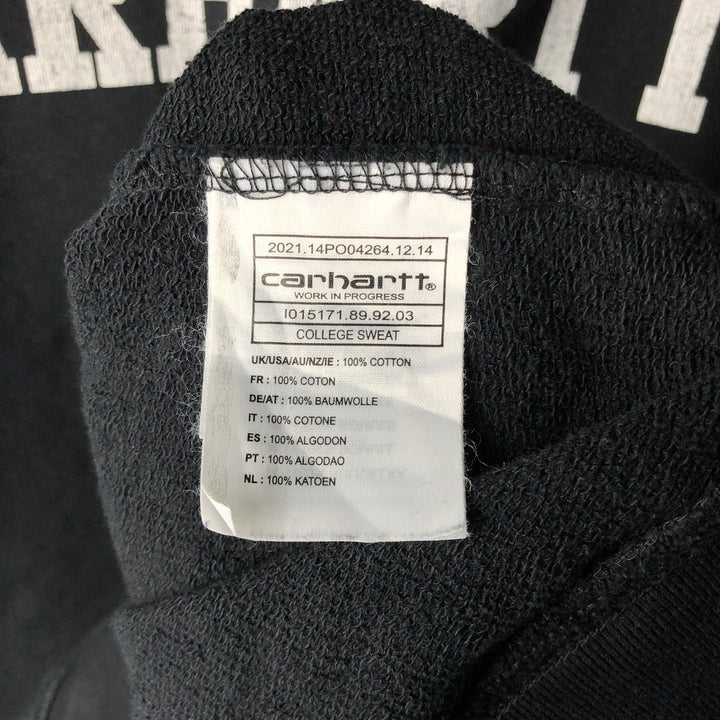 2021.14PO04264.12.14
carhartt®
WORK IN PROGRESS
I015171.89.92.03
COLLEGE SWEAT
UK/USA/AU/NZ/IE : 100% COTTON
FR : 100% COTON
DE/AT : 100% BAUMWOLLE
IT : 100% COTONE
ES : 100% ALGODON
PT : 100% ALGODAO
NL : 100% KATOEN